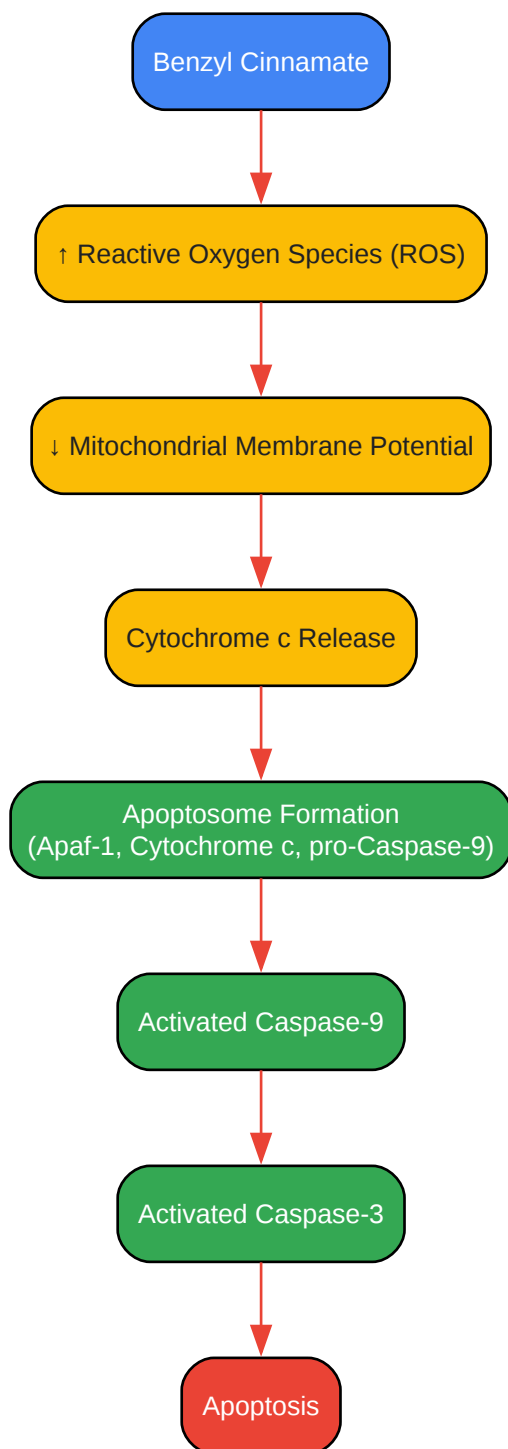 Benzyl Cinnamate
↑ Reactive Oxygen Species (ROS)
↓ Mitochondrial Membrane Potential
Cytochrome c Release
Apoptosome Formation
(Apaf-1, Cytochrome c, pro-Caspase-9)
Activated Caspase-9
Activated Caspase-3
Apoptosis